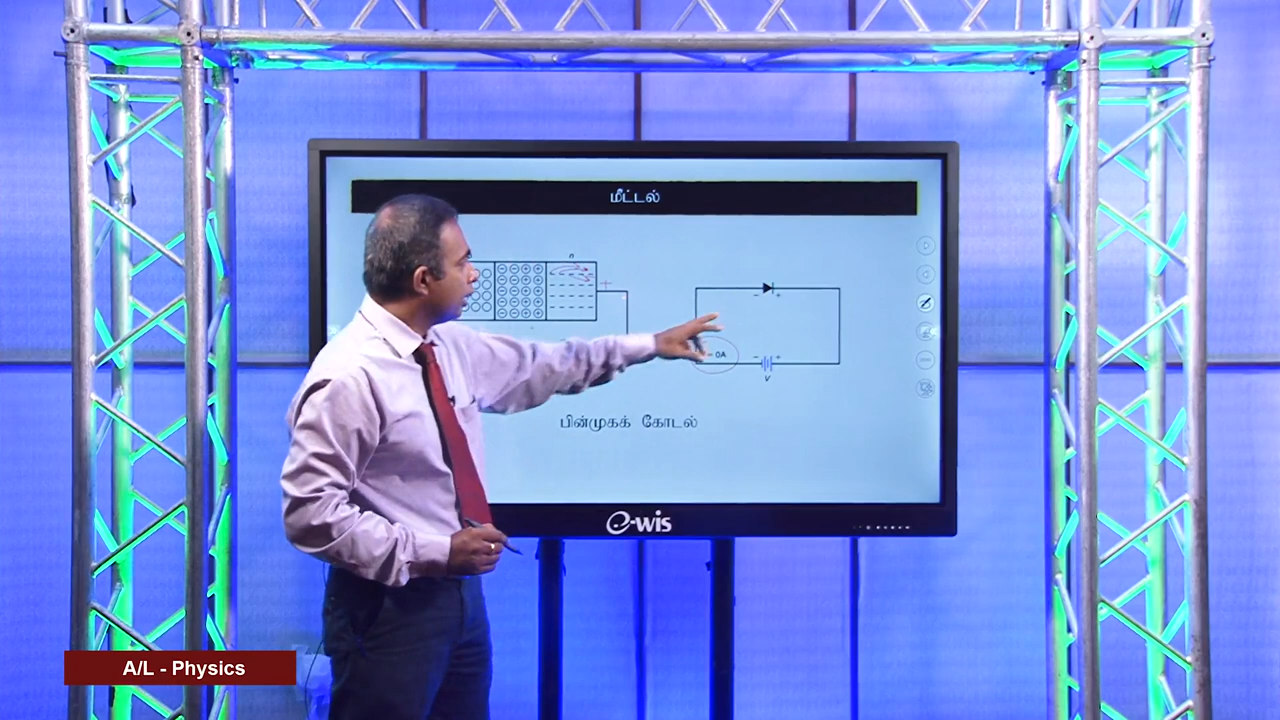 மீட்டல்
n
+
- +
0A
- +
V
பின்முகக் கோடல்
e-wis
A/L - Physics